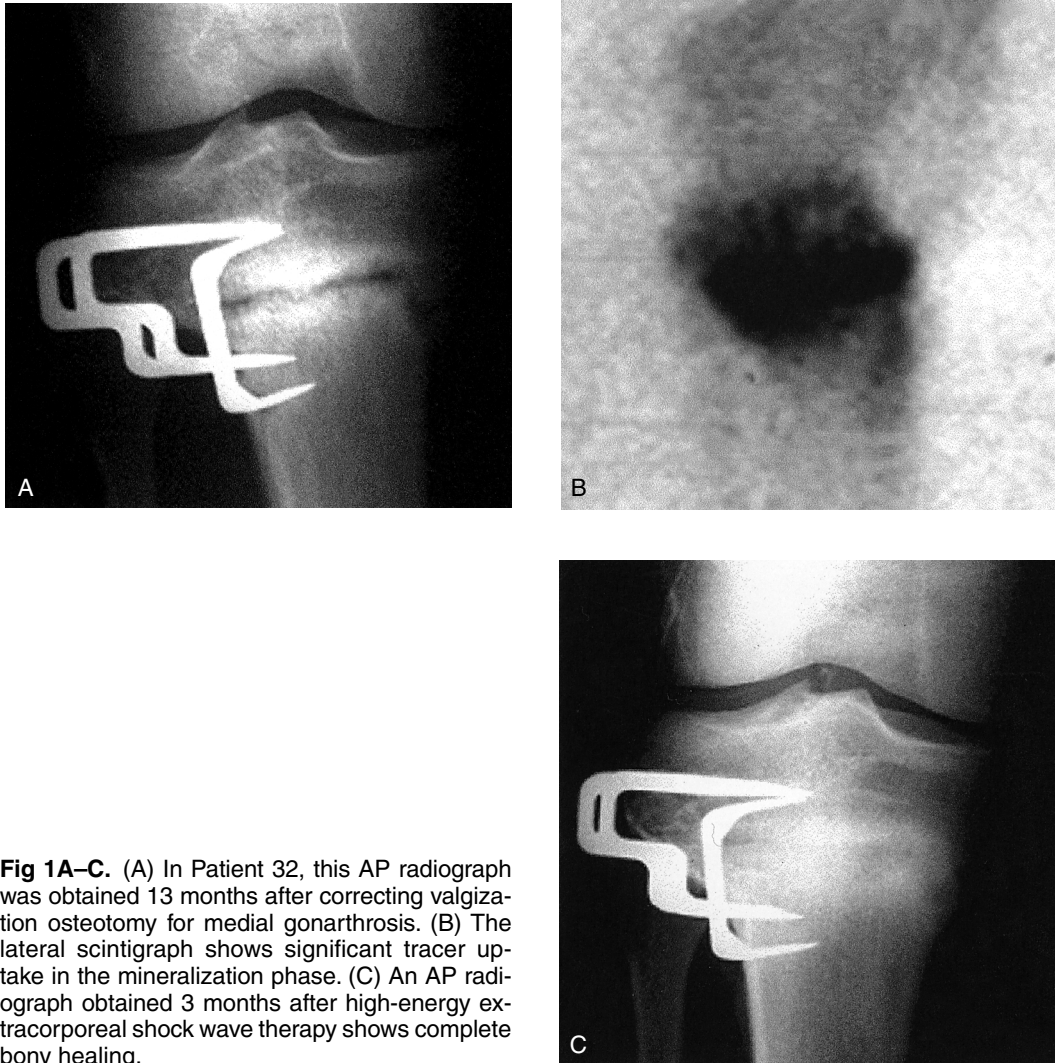 A
B
C
Fig 1A–C. (A) In Patient 32, this AP radiograph
was obtained 13 months after correcting valgiza-
tion osteotomy for medial gonarthrosis. (B) The
lateral scintigraph shows significant tracer up-
take in the mineralization phase. (C) An AP radi-
ograph obtained 3 months after high-energy ex-
tracorporeal shock wave therapy shows complete
bony healing.